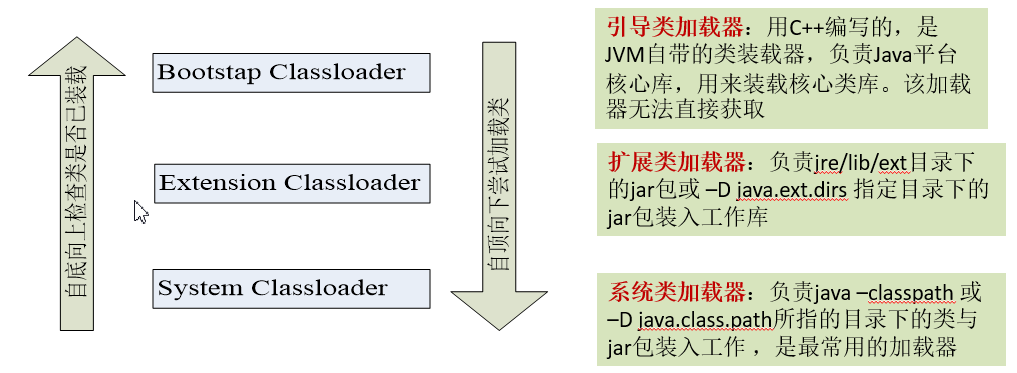 自底向上检查类是否已装载
Bootstap Classloader
Extension Classloader
System Classloader
自顶向下尝试加载类
引导类加载器：用C++编写的，是
JVM自带的类装载器，负责Java平台
核心库，用来装载核心类库。该加载
器无法直接获取
扩展类加载器：负责jre/lib/ext目录下
的jar包或 –D java.ext.dirs 指定目录下的
jar包装入工作库
系统类加载器：负责java –classpath 或
–D java.class.path所指的目录下的类与
jar包装入工作 ，是最常用的加载器